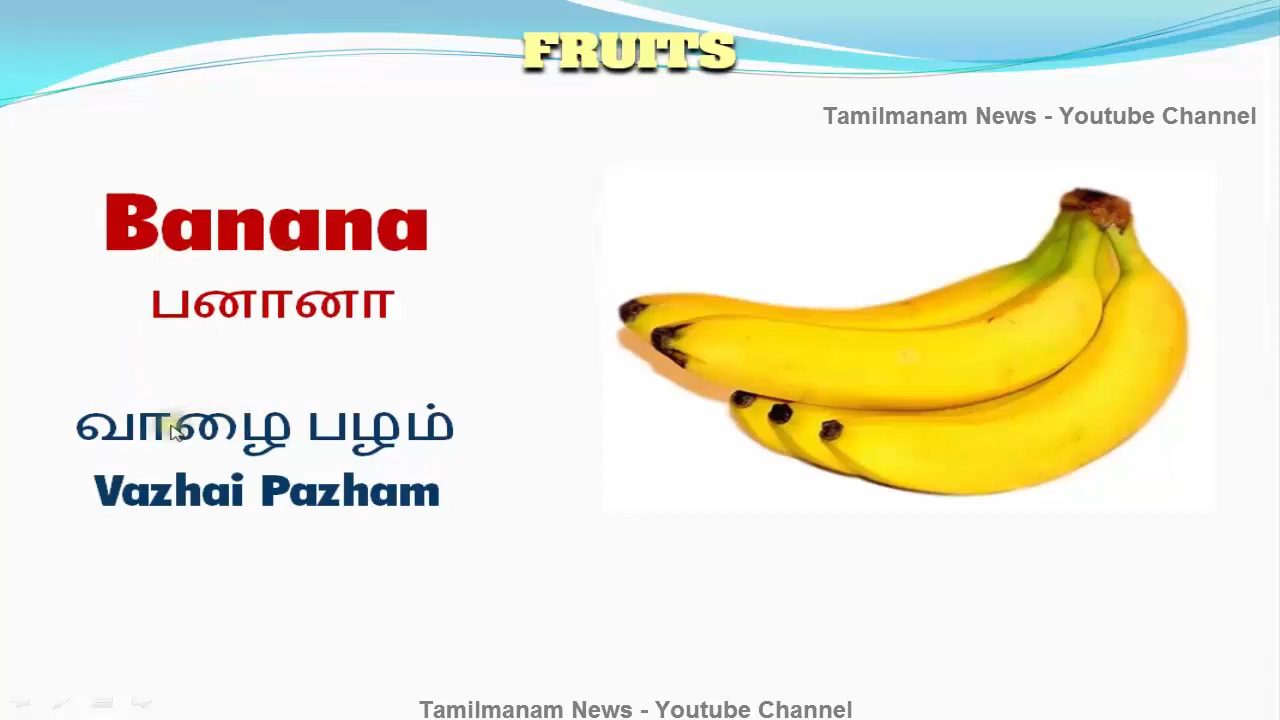 FRUITS
Tamilmanam News - Youtube Channel
Banana
பனானா
வாழை பழம்
Vazhai Pazham
Tamilmanam News - Youtube Channel